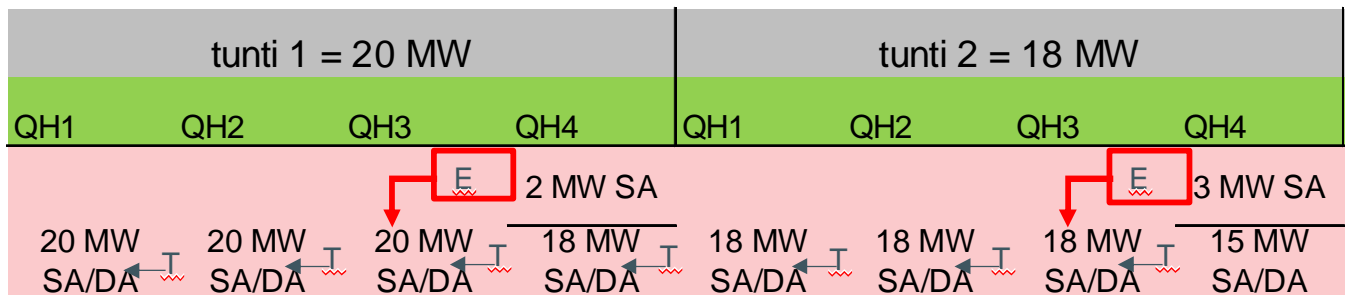 tunti 1 = 20 MW tunti 2 = 18 MW
QH1 QH2 QH3 QH4 QH1 QH2 QH3 QH4
E 2 MW SA E 3 MW SA
20 MW 20 MW 20 MW 18 MW 18 MW 18 MW 18 MW 15 MW
T T T T T T T
SA/DA SA/DA SA/DA SA/DA SA/DA SA/DA SA/DA SA/DA